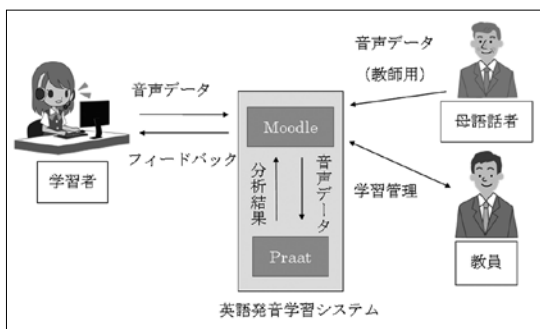 音声データ
(教師用)
音声データ
フィードバック
学習者
Moodle
分析結果
音声データ
Praat
母語話者
学習管理
教員
英語発音学習システム